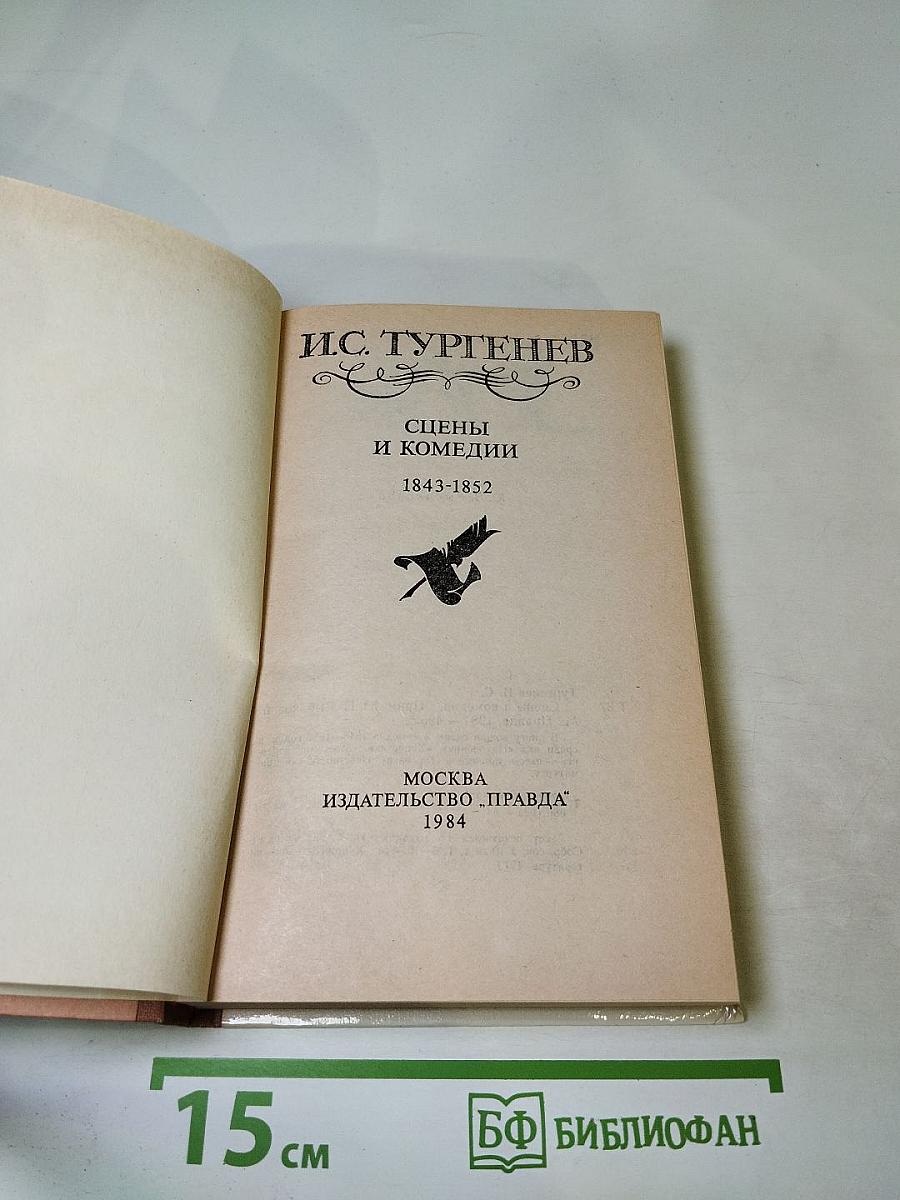 И.С. ТУРГЕНЕВ
СЦЕНЫ
И КОМЕДИИ
1843-1852
МОСКВА
ИЗДАТЕЛЬСТВО „ПРАВДА“
1984
15 см
БФ БИБЛИОФАН